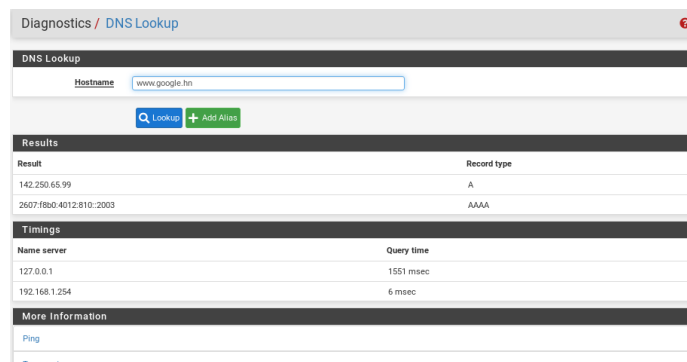 Diagnostics / DNS Lookup
DNS Lookup
Hostname www.google.hn
Lookup Add Alias
Results
Result Record type
142.250.65.99 A
2607:f8b0:4012:810::2003 AAAA
Timings
Name server Query time
127.0.0.1 1551 msec
192.168.1.254 6 msec
More Information
Ping